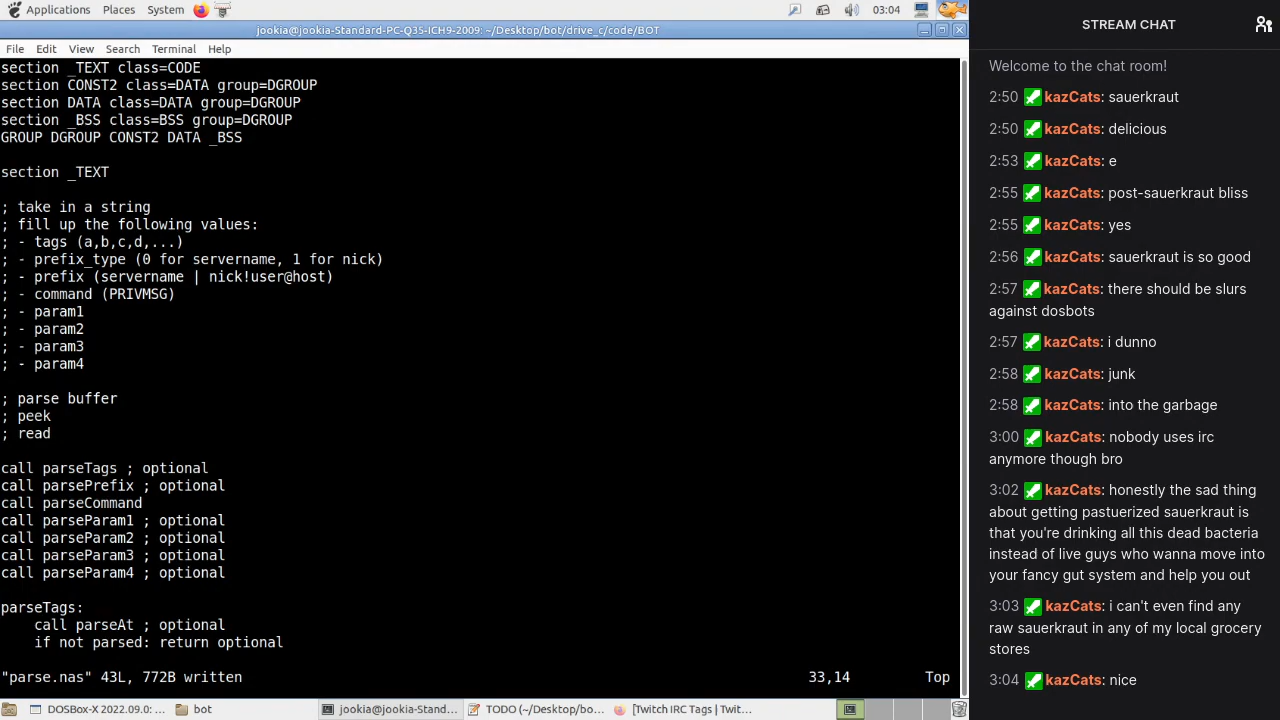 Applications Places System 03:04
jookia@jookia-Standard-PC-Q35-ICH9-2009: ~/Desktop/bot/drive_c/code/BOT
File Edit View Search Terminal Help
section _TEXT class=CODE
section CONST2 class=DATA group=DGROUP
section DATA class=DATA group=DGROUP
section _BSS class=BSS group=DGROUP
GROUP DGROUP CONST2 DATA _BSS
section _TEXT
; take in a string
; fill up the following values:
; - tags (a,b,c,d,...)
; - prefix_type (0 for servername, 1 for nick)
; - prefix (servername | nick!user@host)
; - command (PRIVMSG)
; - param1
; - param2
; - param3
; - param4
; parse buffer
; peek
; read
call parseTags ; optional
call parsePrefix ; optional
call parseCommand
call parseParam1 ; optional
call parseParam2 ; optional
call parseParam3 ; optional
call parseParam4 ; optional
parseTags:
call parseAt ; optional
if not parsed: return optional
"parse.nas" 43L, 772B written 33,14 Top
DOSBox-X 2022.09.0: ... bot jookia@jookia-Stand... TODO (~/Desktop/bo... [Twitch IRC Tags | Twit...
STREAM CHAT
Welcome to the chat room!
2:50 kazCats: sauerkraut
2:50 kazCats: delicious
2:53 kazCats: e
2:55 kazCats: post-sauerkraut bliss
2:55 kazCats: yes
2:56 kazCats: sauerkraut is so good
2:57 kazCats: there should be slurs
against dosbots
2:57 kazCats: i dunno
2:58 kazCats: junk
2:58 kazCats: into the garbage
3:00 kazCats: nobody uses irc
anymore though bro
3:02 kazCats: honestly the sad thing
about getting pastuerized sauerkraut is
that you're drinking all this dead bacteria
instead of live guys who wanna move into
your fancy gut system and help you out
3:03 kazCats: i can't even find any
raw sauerkraut in any of my local grocery
stores
3:04 kazCats: nice